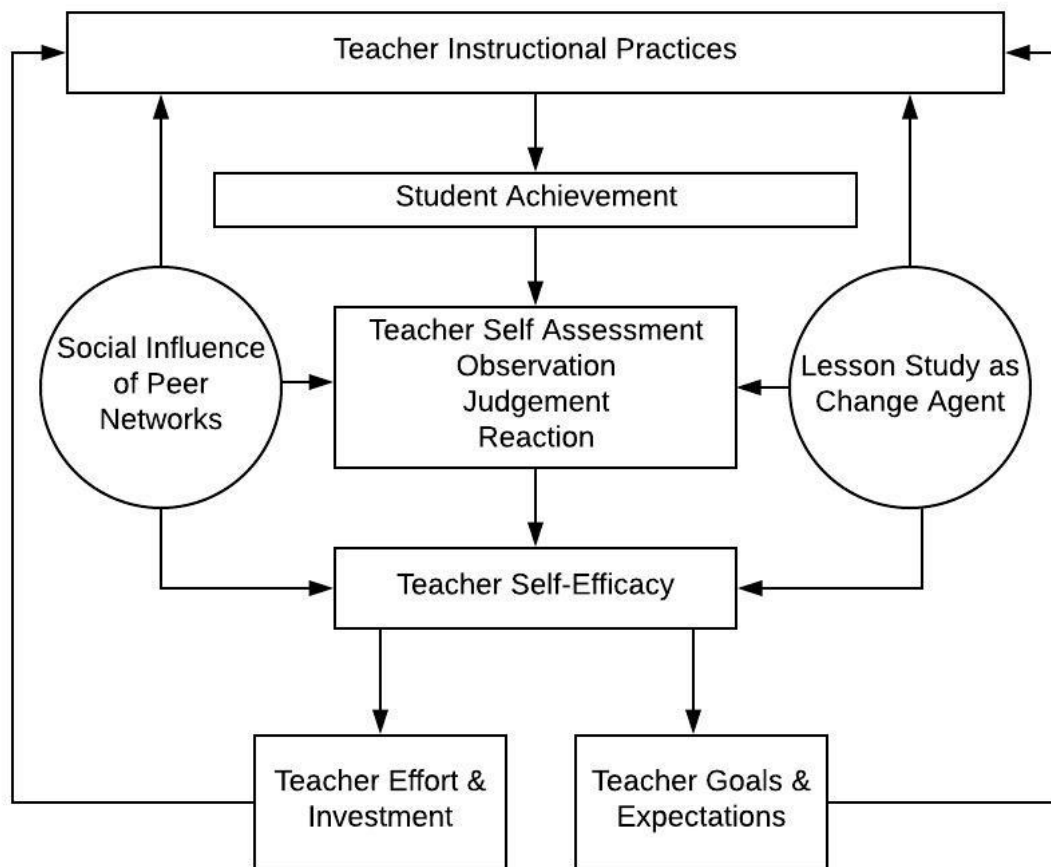 Teacher Instructional Practices
Student Achievement
Social Influence
of Peer
Networks
Teacher Self Assessment
Observation
Judgement
Reaction
Lesson Study as
Change Agent
Teacher Self-Efficacy
Teacher Effort &
Investment
Teacher Goals &
Expectations